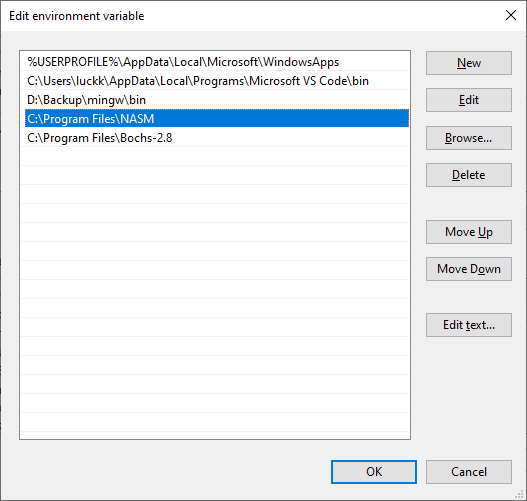 Edit environment variable
%USERPROFILE%\AppData\Local\Microsoft\WindowsApps
C:\Users\luckk\AppData\Local\Programs\Microsoft VS Code\bin
D:\Backup\mingw\bin
C:\Program Files\NASM
C:\Program Files\Bochs-2.8
New
Edit
Browse...
Delete
Move Up
Move Down
Edit text...
OK
Cancel